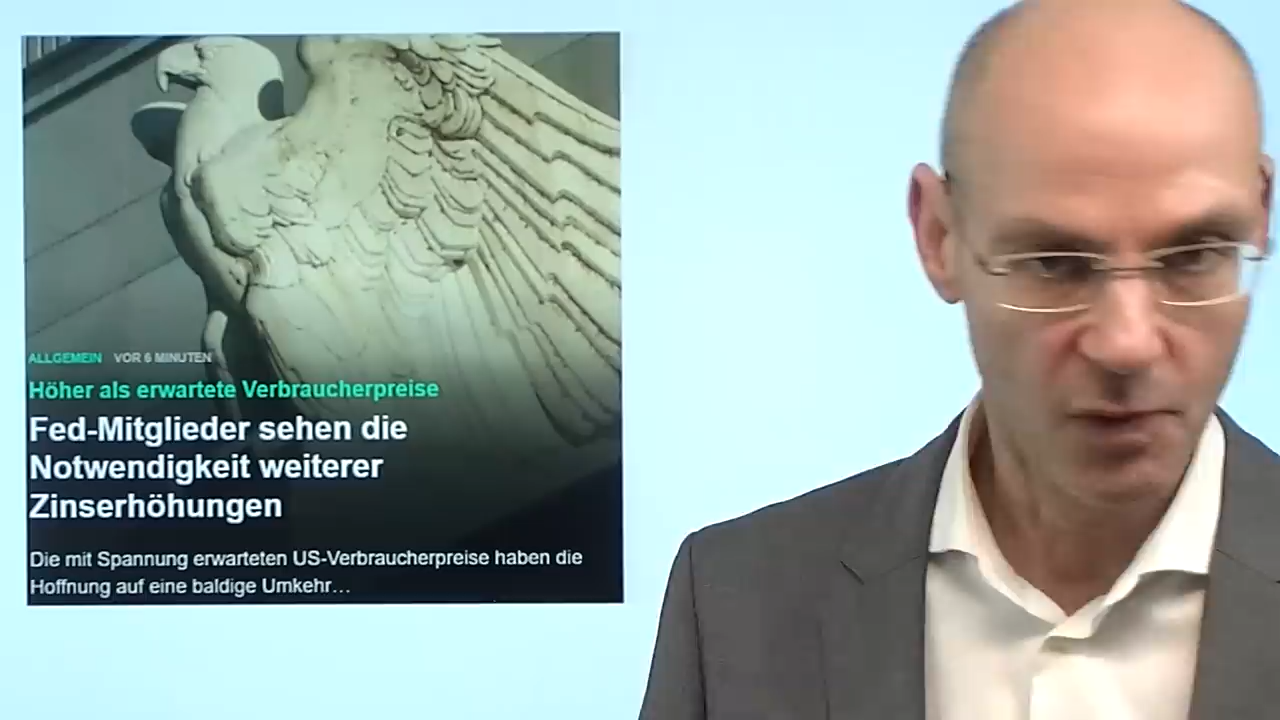 ALLGEMEIN VOR 6 MINUTEN
Höher als erwartete Verbraucherpreise
Fed-Mitglieder sehen die
Notwendigkeit weiterer
Zinserhöhungen
Die mit Spannung erwarteten US-Verbraucherpreise haben die
Hoffnung auf eine baldige Umkehr…